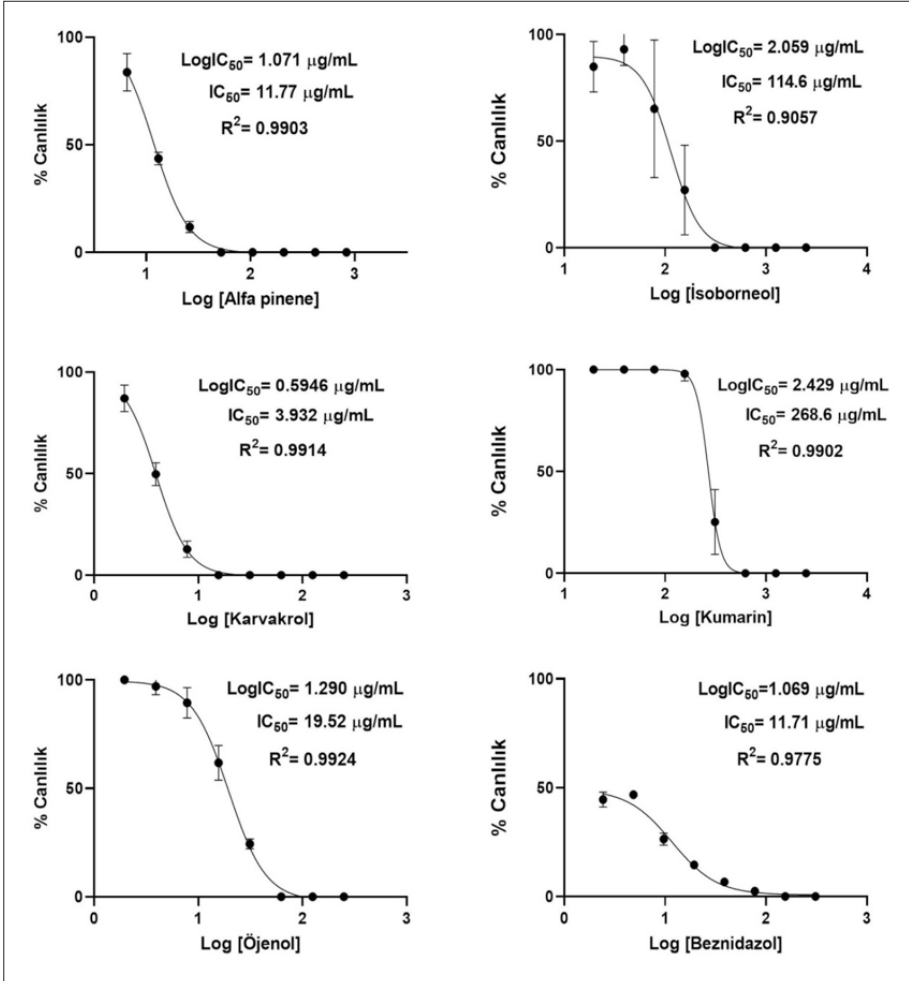 100
50
0
% Canlılık
LogIC50= 1.071 µg/mL
IC50= 11.77 µg/mL
R2= 0.9903
1 2 3
Log [Alfa pinene]
100
50
0
% Canlılık
LogIC50= 2.059 µg/mL
IC50= 114.6 µg/mL
R2= 0.9057
1 2 3 4
Log [İsoborneol]
100
50
0
% Canlılık
LogIC50= 0.5946 µg/mL
IC50= 3.932 µg/mL
R2= 0.9914
0 1 2 3
Log [Karvakrol]
100
50
0
% Canlılık
LogIC50= 2.429 µg/mL
IC50= 268.6 µg/mL
R2= 0.9902
1 2 3 4
Log [Kumarin]
100
50
0
% Canlılık
LogIC50= 1.290 µg/mL
IC50= 19.52 µg/mL
R2= 0.9924
0 1 2 3
Log [Öjenol]
100
50
0
% Canlılık
LogIC50=1.069 µg/mL
IC50= 11.71 µg/mL
R2= 0.9775
0 1 2 3
Log [Beznidazol]